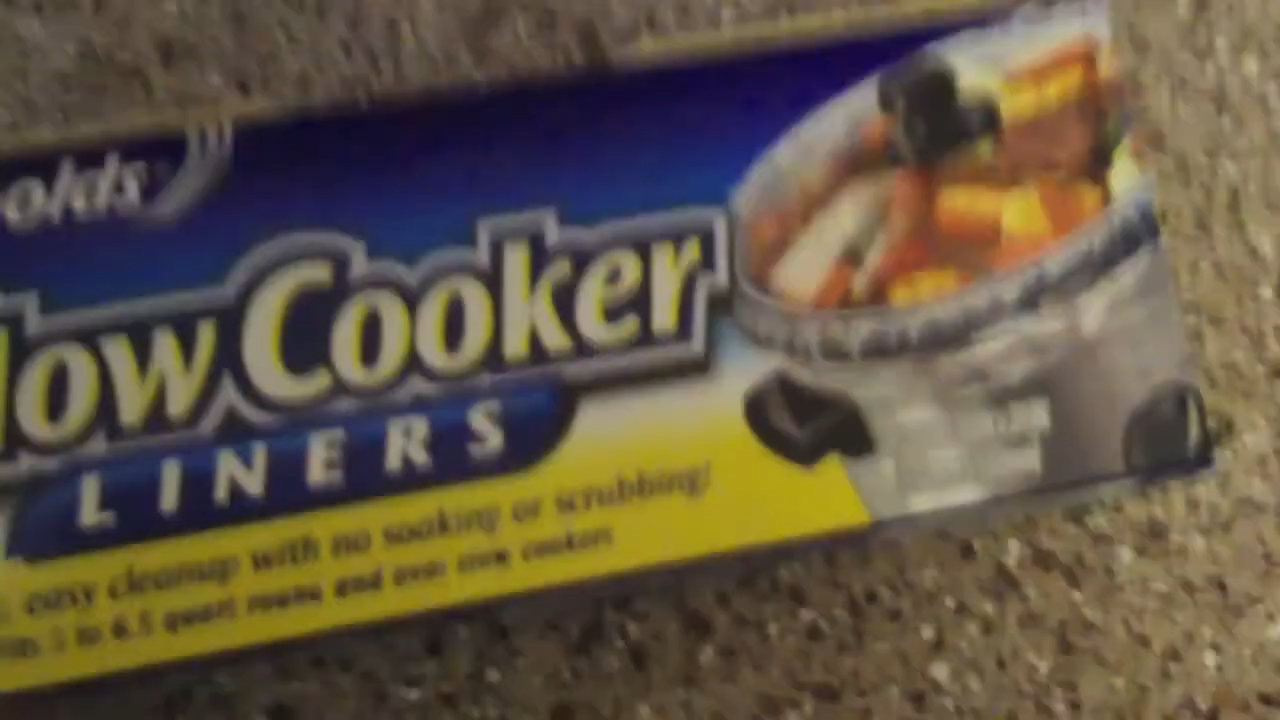 olds
low Cooker
LINERS
easy cleanup with no soaking or scrubbing!
to 6.5 quart round and oval slow cookers